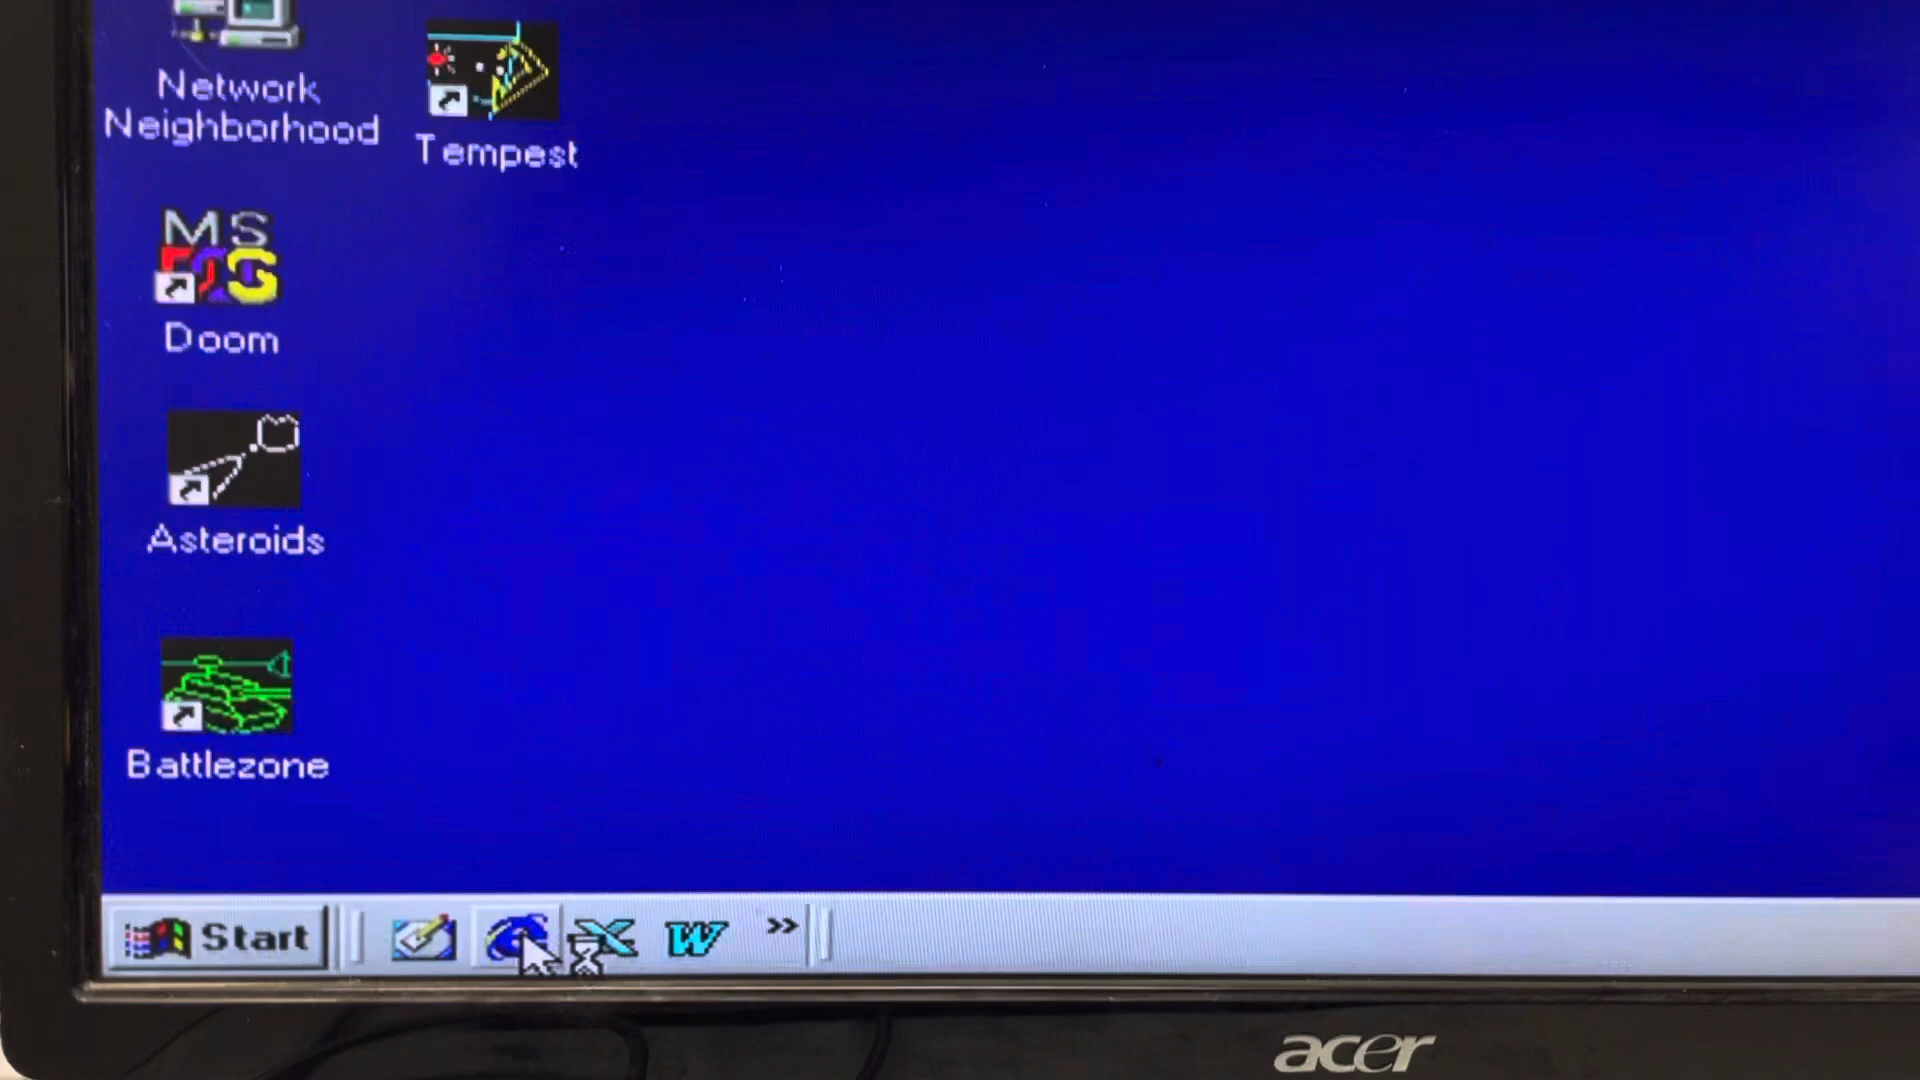 Network
Neighborhood
Tempest
MS
Doom
Asteroids
Battlezone
Start
X
W
>>
acer